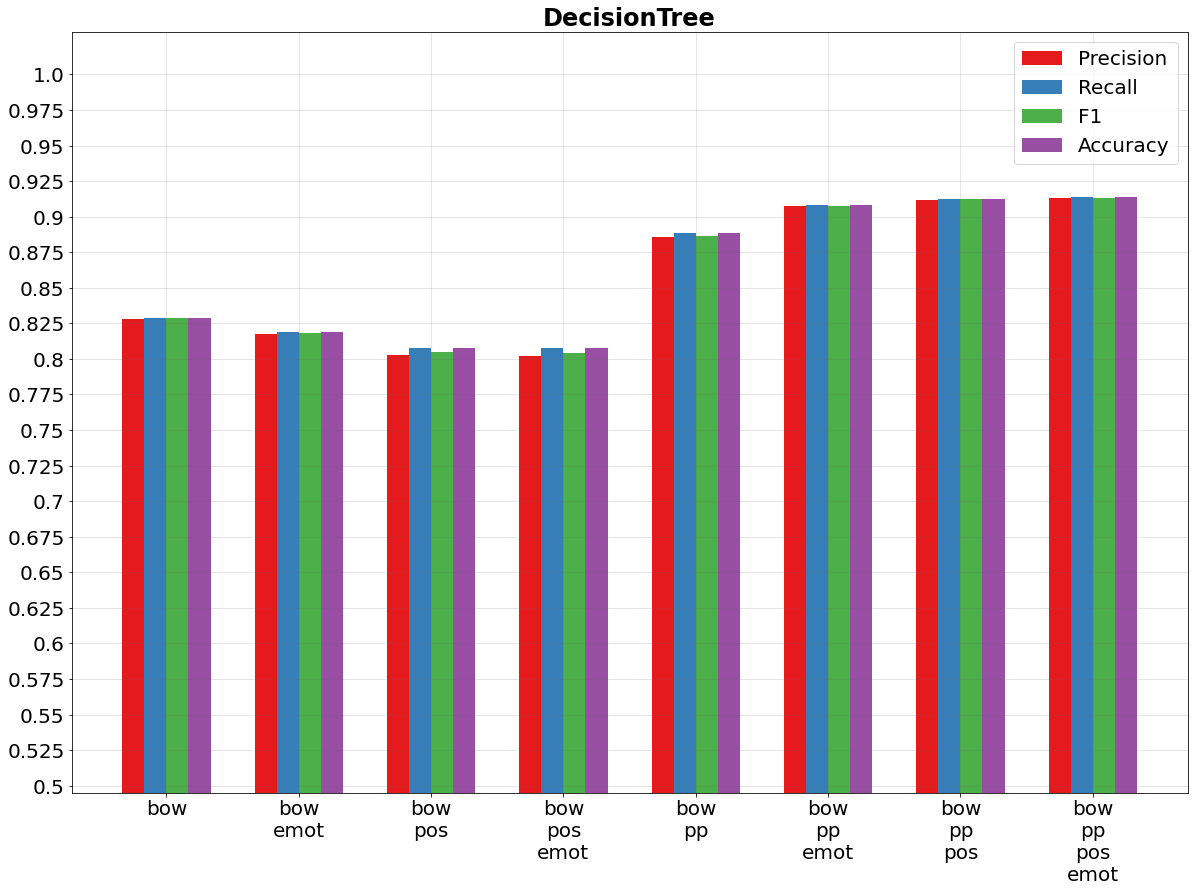 DecisionTree
1.0
0.975
0.95
0.925
0.9
0.875
0.85
0.825
0.8
0.775
0.75
0.725
0.7
0.675
0.65
0.625
0.6
0.575
0.55
0.525
0.5
Precision
Recall
F1
Accuracy
bow
bow
emot
bow
pos
bow
pos
emot
bow
pp
bow
pp
emot
bow
pp
pos
bow
pp
pos
emot